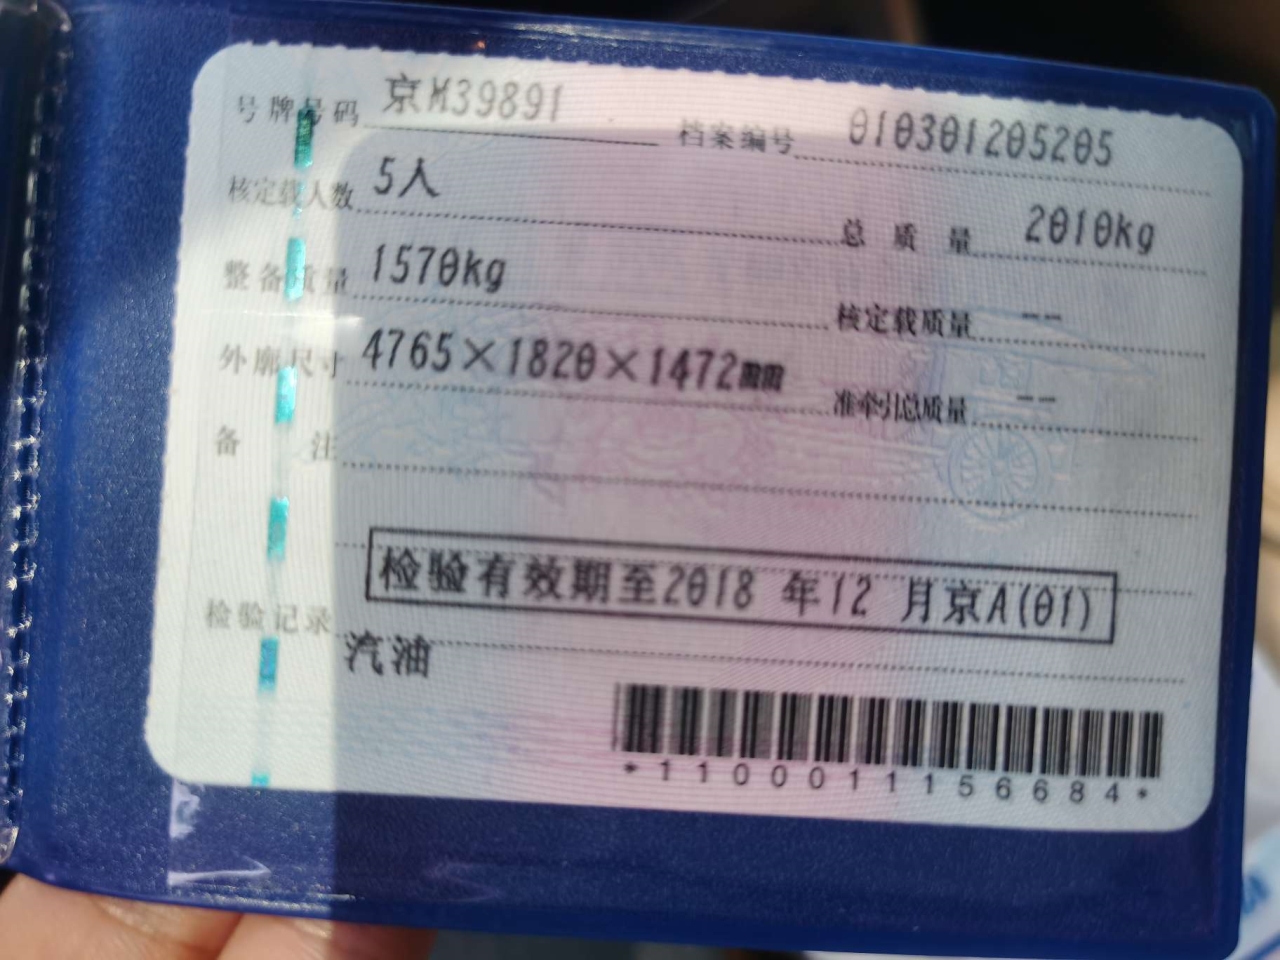 号牌号码 京M39891 档案编号 010301205205
核定载人数 5人 总质量 2010kg
整备质量 1570kg 核定载质量 --
外廓尺寸 4765×1820×1472mm 准牵引总质量 --
备注
检验有效期至2018 年12 月京A(01)
检验记录
汽油
*1100011156684*